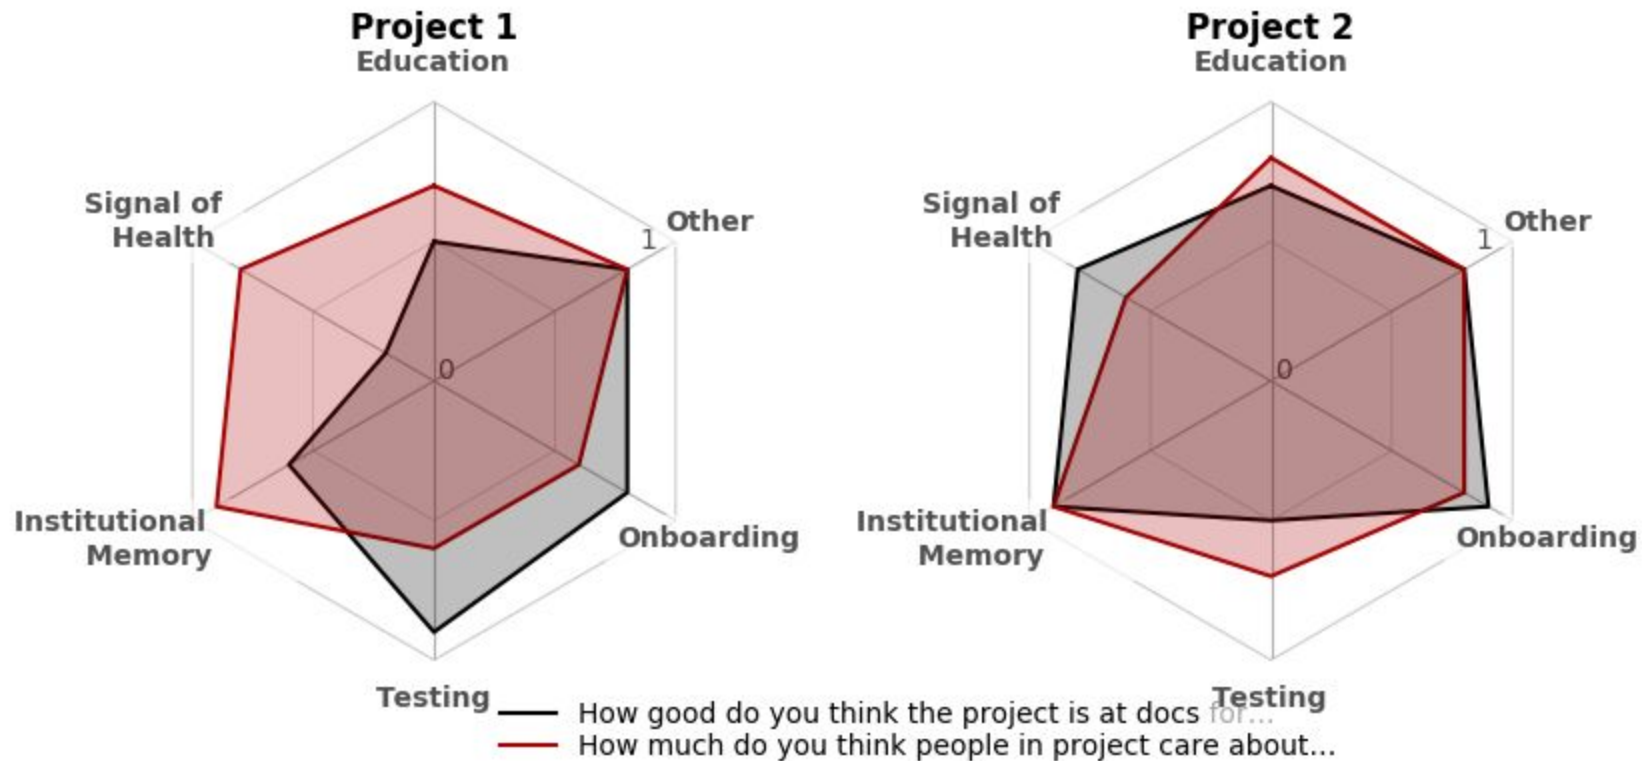 Project 1
Education
Signal of
Health
Other
1
0
Institutional
Memory
Onboarding
Testing
Project 2
Education
Signal of
Health
Other
1
0
Institutional
Memory
Onboarding
Testing
How good do you think the project is at docs for...
How much do you think people in project care about...